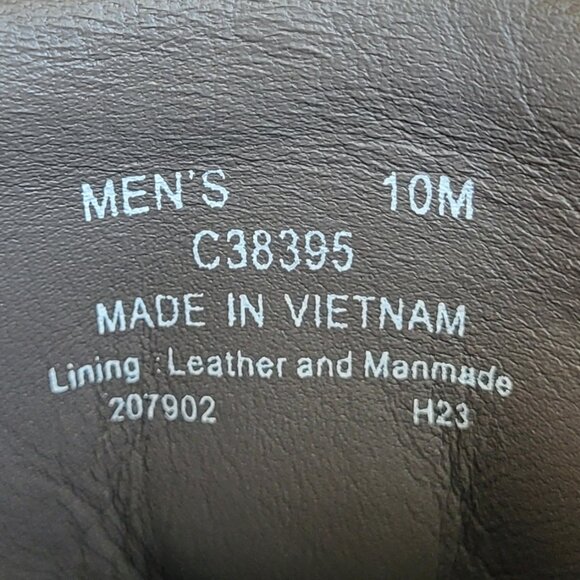 MEN'S 10M
C38395
MADE IN VIETNAM
Lining : Leather and Manmade
207902 H23